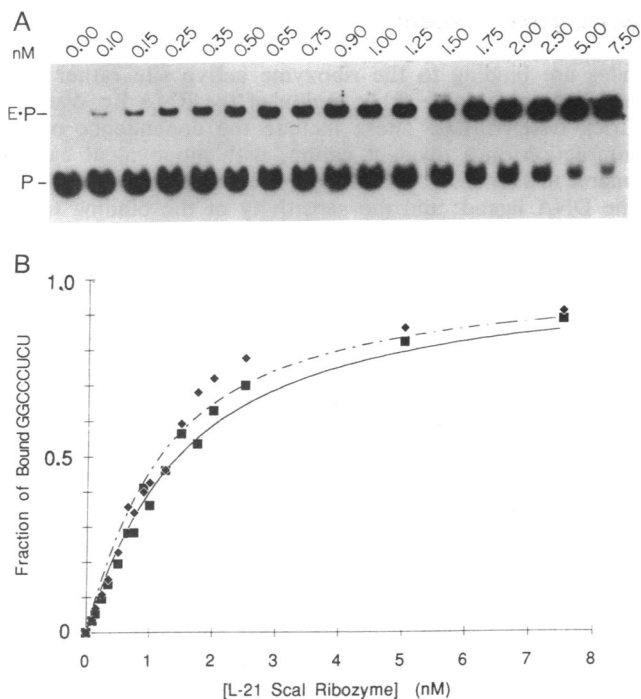 A
nM 0.00 0.10 0.15 0.25 0.35 0.50 0.65 0.75 0.90 1.00 1.25 1.50 1.75 2.00 2.50 5.00 7.50
E·P–
P –
B
1.0
0.5
0
Fraction of Bound GGCCCUCU
0 1 2 3 4 5 6 7 8
[L-21 ScaI Ribozyme] (nM)